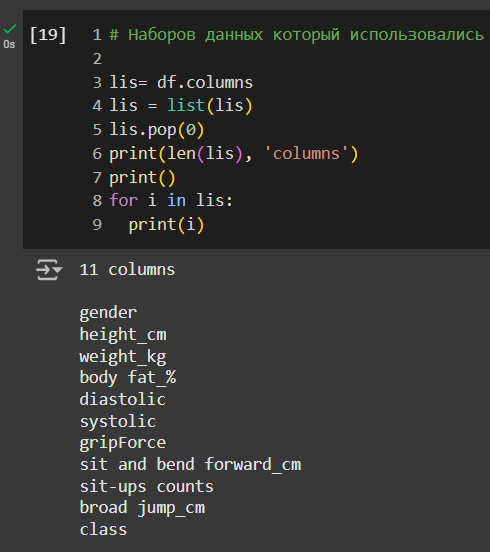 [19] 1 # Наборов данных который использовались
0s
2
3 lis= df.columns
4 lis = list(lis)
5 lis.pop(0)
6 print(len(lis), 'columns')
7 print()
8 for i in lis:
9   print(i)
11 columns
gender
height_cm
weight_kg
body fat_%
diastolic
systolic
gripForce
sit and bend forward_cm
sit-ups counts
broad jump_cm
class